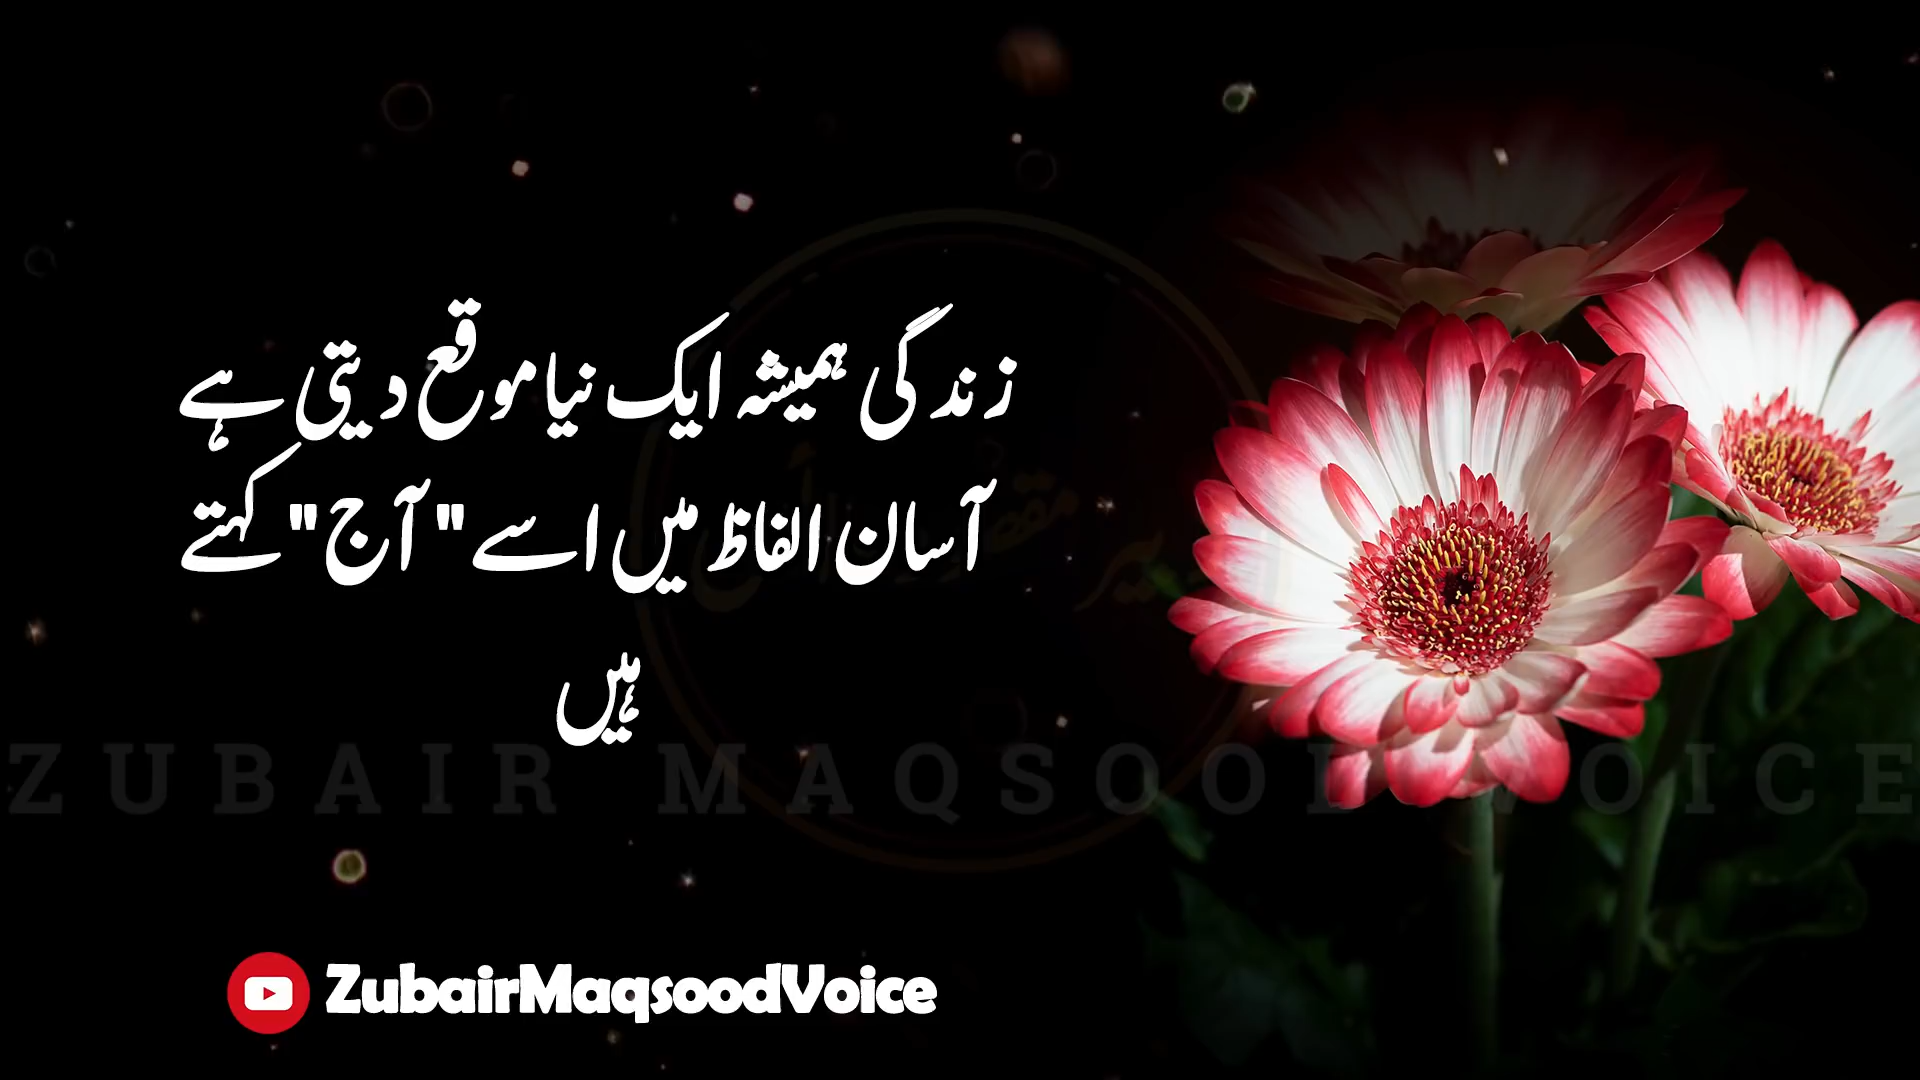 زندگی ہمیشہ ایک نیا موقع دیتی ہے
آسان الفاظ میں اسے "آج" کہتے
ہیں
ZUBAIR MAQSOOD VOICE
ZubairMaqsoodVoice